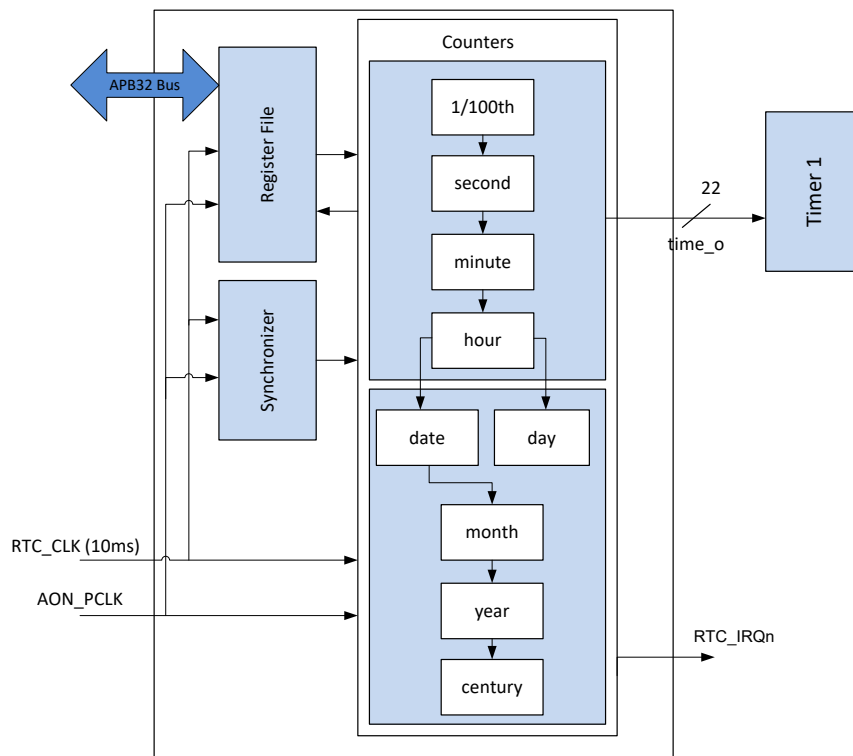 Counters
APB32 Bus
Register File
1/100th
second
minute
hour
22
time_o
Timer 1
Synchronizer
date
day
month
year
century
RTC_CLK (10ms)
AON_PCLK
RTC_IRQn